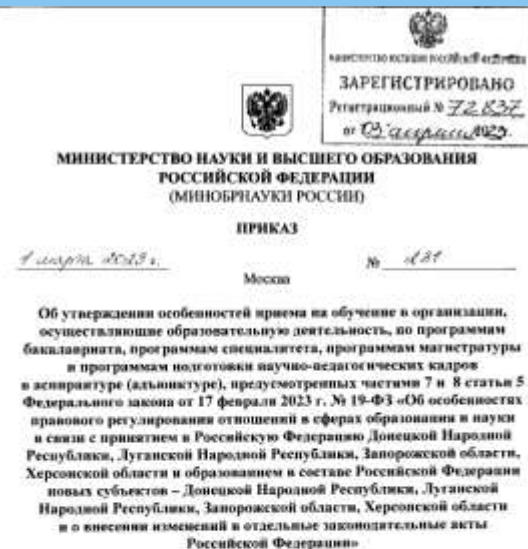 МИНИСТЕРСТВО ЮСТИЦИИ РОССИЙСКОЙ ФЕДЕРАЦИИ
ЗАРЕГИСТРИРОВАНО
Регистрационный № 72837
от 03 апреля 2023.
МИНИСТЕРСТВО НАУКИ И ВЫСШЕГО ОБРАЗОВАНИЯ
РОССИЙСКОЙ ФЕДЕРАЦИИ
(МИНОБРНАУКИ РОССИИ)
ПРИКАЗ
1 марта 2023 г. № 231
Москва
Об утверждении особенностей приема на обучение в организации,
осуществляющие образовательную деятельность, по программам
бакалавриата, программам специалитета, программам магистратуры
и программам подготовки научно-педагогических кадров
в аспирантуре (адъюнктуре), предусмотренных частями 7 и 8 статьи 5
Федерального закона от 17 февраля 2023 г. № 19-ФЗ «Об особенностях
правового регулирования отношений в сферах образования и науки
в связи с принятием в Российскую Федерацию Донецкой Народной
Республики, Луганской Народной Республики, Запорожской области,
Херсонской области и образованием в составе Российской Федерации
новых субъектов – Донецкой Народной Республики, Луганской
Народной Республики, Запорожской области, Херсонской области
и о внесении изменений в отдельные законодательные акты
Российской Федерации»